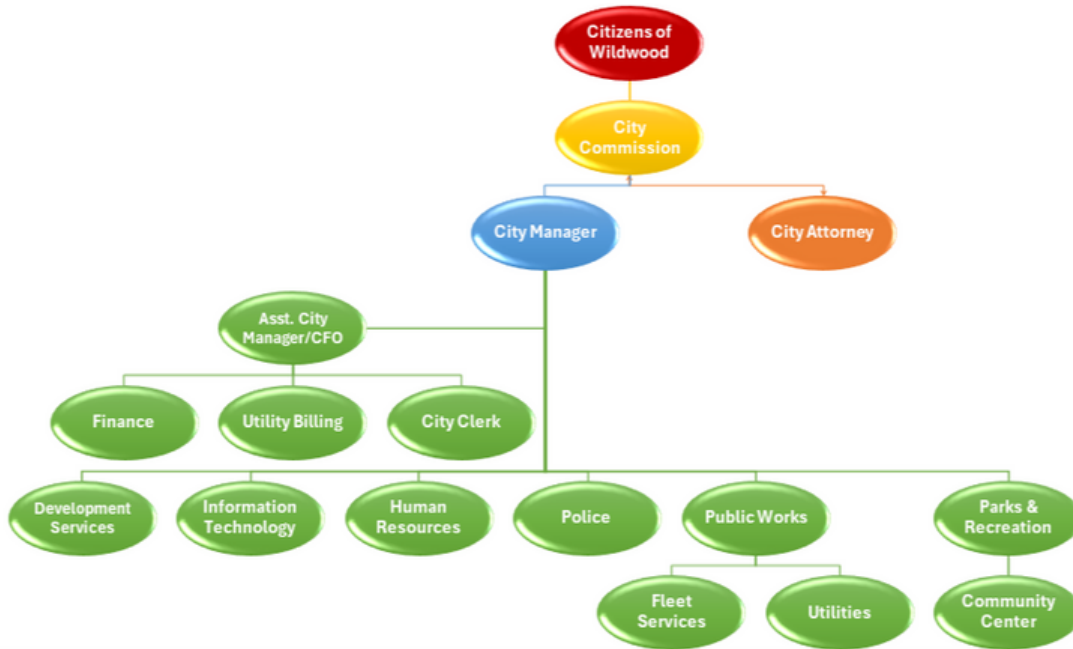 Citizens of
Wildwood
City
Commission
City Manager
City Attorney
Asst. City
Manager/CFO
Finance
Utility Billing
City Clerk
Development
Services
Information
Technology
Human
Resources
Police
Public Works
Parks &
Recreation
Fleet
Services
Utilities
Community
Center